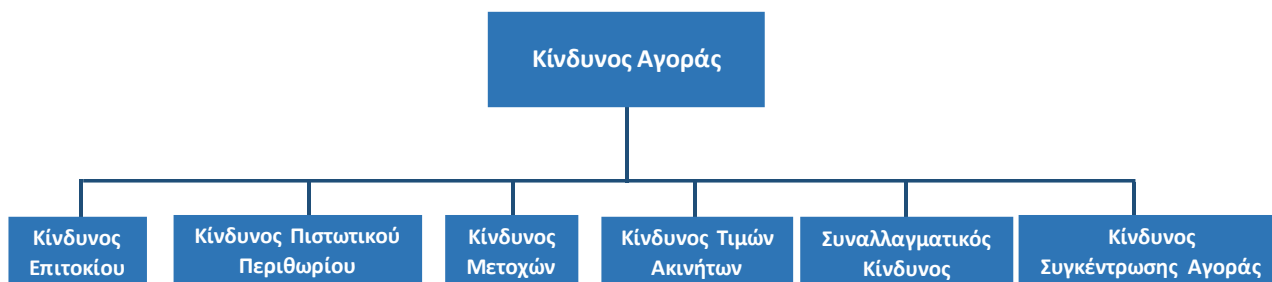 Κίνδυνος Αγοράς
Κίνδυνος
Επιτοκίου
Κίνδυνος Πιστωτικού
Περιθωρίου
Κίνδυνος
Μετοχών
Κίνδυνος Τιμών
Ακινήτων
Συναλλαγματικός
Κίνδυνος
Κίνδυνος
Συγκέντρωσης Αγοράς